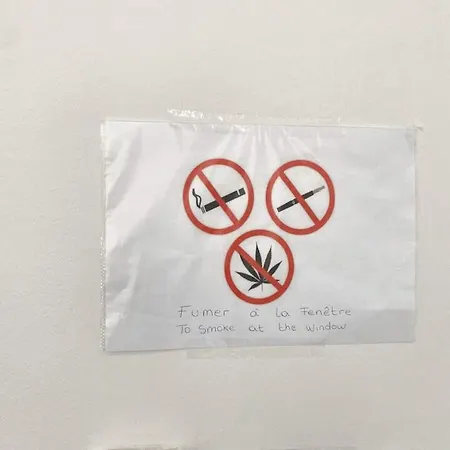 Fumer à la Fenêtre
To Smoke at the Window